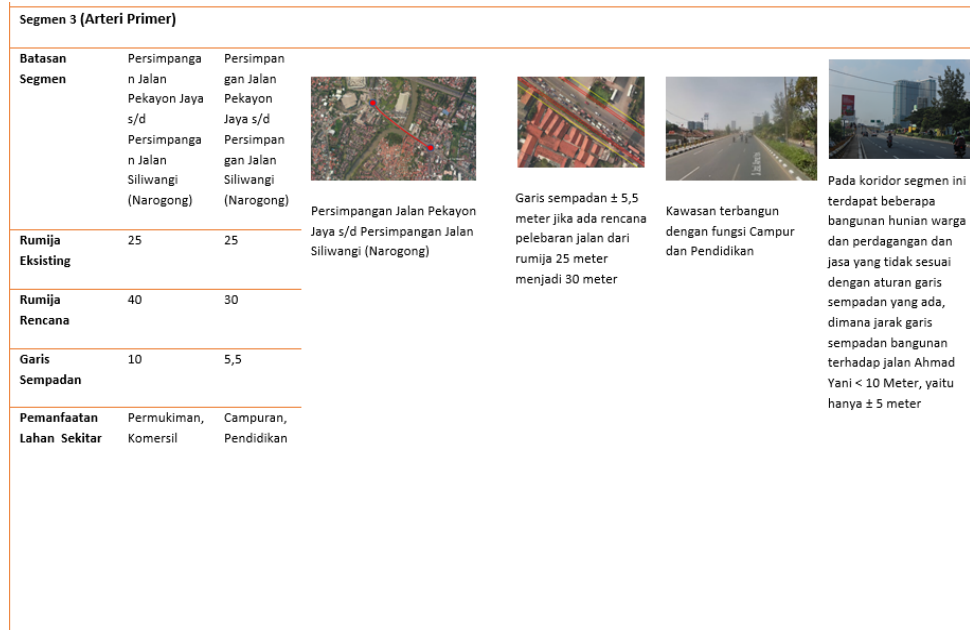 Segmen 3 (Arteri Primer)
Batasan
Segmen
Persimpanga
n Jalan
Pekayon Jaya
s/d
Persimpanga
n Jalan
Siliwangi
(Narogong)
Persimpan
gan Jalan
Pekayon
Jaya s/d
Persimpan
gan Jalan
Siliwangi
(Narogong)
Rumija
Eksisting
25
25
Rumija
Rencana
40
30
Garis
Sempadan
10
5,5
Pemanfaatan
Lahan Sekitar
Permukiman,
Komersil
Campuran,
Pendidikan
Persimpangan Jalan Pekayon
Jaya s/d Persimpangan Jalan
Siliwangi (Narogong)
Garis sempadan ± 5,5
meter jika ada rencana
pelebaran jalan dari
rumija 25 meter
menjadi 30 meter
Kawasan terbangun
dengan fungsi Campur
dan Pendidikan
Pada koridor segmen ini
terdapat beberapa
bangunan hunian warga
dan perdagangan dan
jasa yang tidak sesuai
dengan aturan garis
sempadan yang ada,
dimana jarak garis
sempadan bangunan
terhadap jalan Ahmad
Yani < 10 Meter, yaitu
hanya ± 5 meter